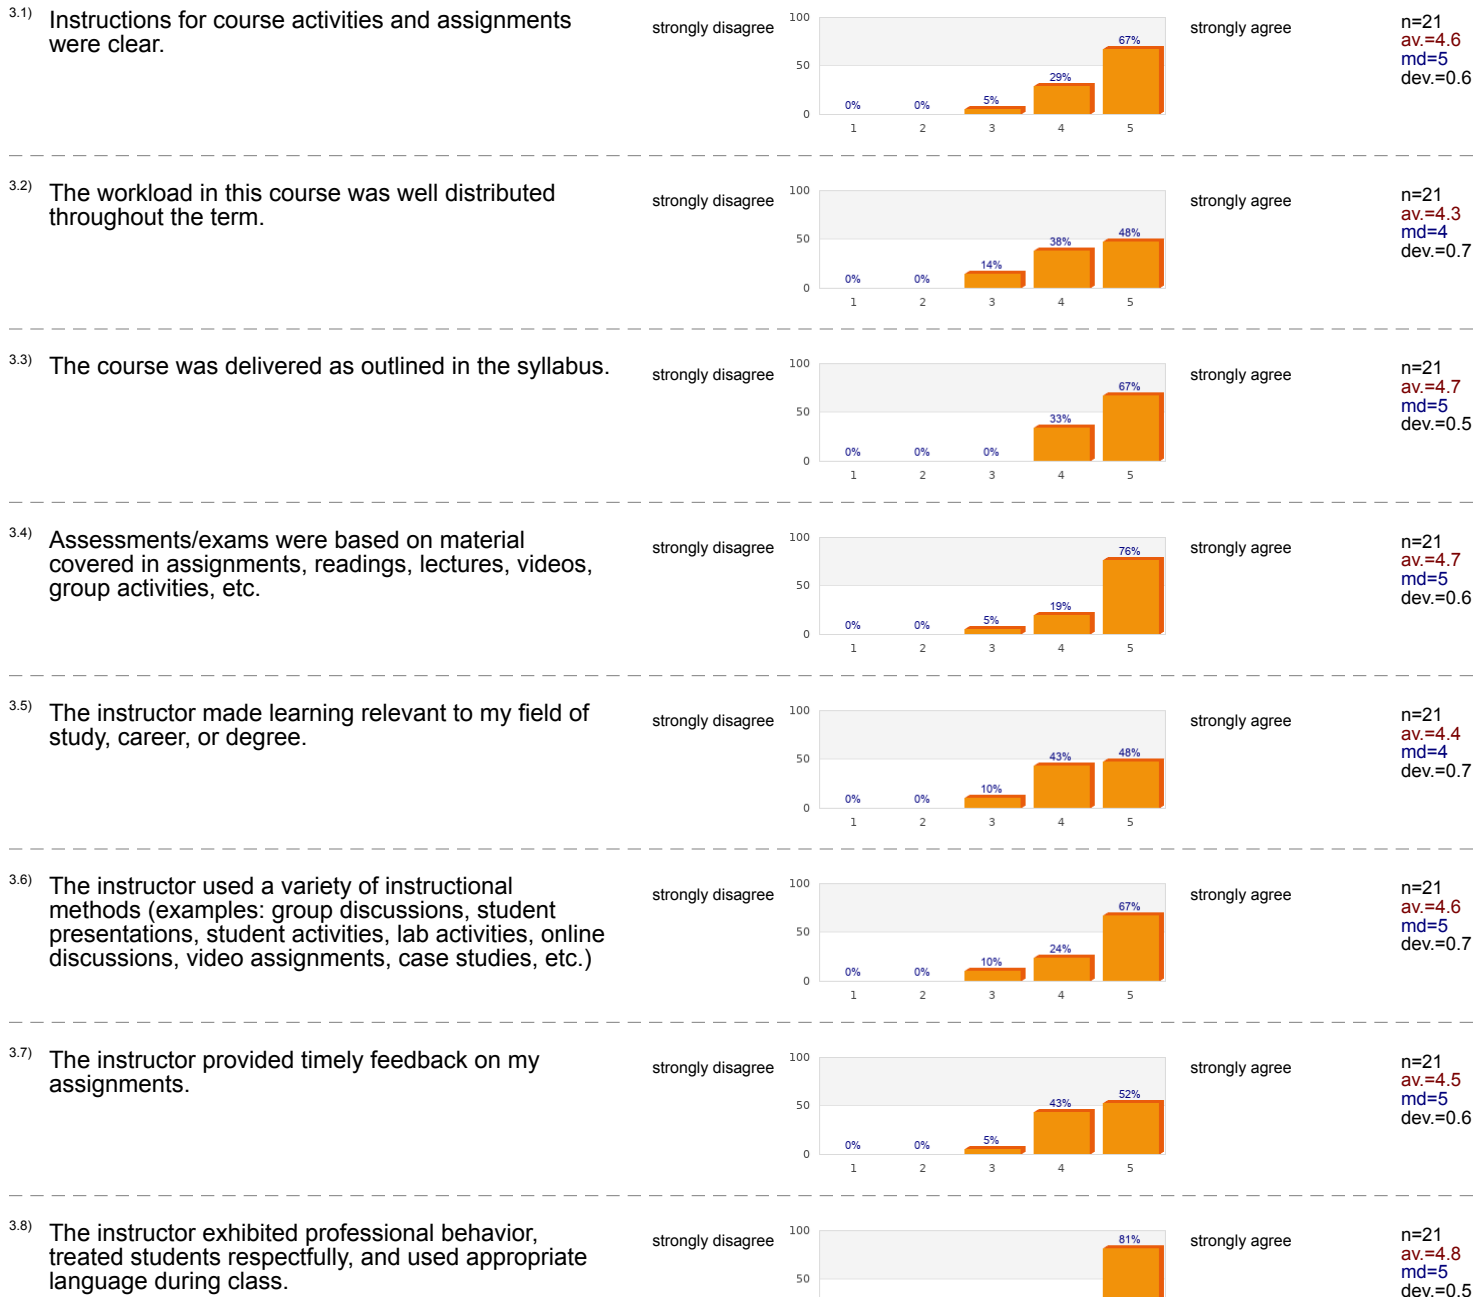 3.1) Instructions for course activities and assignments
were clear.
strongly disagree
100
50
0
0%
0%
5%
29%
67%
1 2 3 4 5
strongly agree
n=21
av.=4.6
md=5
dev.=0.6
3.2) The workload in this course was well distributed
throughout the term.
strongly disagree
100
50
0
0%
0%
14%
38%
48%
1 2 3 4 5
strongly agree
n=21
av.=4.3
md=4
dev.=0.7
3.3) The course was delivered as outlined in the syllabus.
strongly disagree
100
50
0
0%
0%
0%
33%
67%
1 2 3 4 5
strongly agree
n=21
av.=4.7
md=5
dev.=0.5
3.4) Assessments/exams were based on material
covered in assignments, readings, lectures, videos,
group activities, etc.
strongly disagree
100
50
0
0%
0%
5%
19%
76%
1 2 3 4 5
strongly agree
n=21
av.=4.7
md=5
dev.=0.6
3.5) The instructor made learning relevant to my field of
study, career, or degree.
strongly disagree
100
50
0
0%
0%
10%
43%
48%
1 2 3 4 5
strongly agree
n=21
av.=4.4
md=4
dev.=0.7
3.6) The instructor used a variety of instructional
methods (examples: group discussions, student
presentations, student activities, lab activities, online
discussions, video assignments, case studies, etc.)
strongly disagree
100
50
0
0%
0%
10%
24%
67%
1 2 3 4 5
strongly agree
n=21
av.=4.6
md=5
dev.=0.7
3.7) The instructor provided timely feedback on my
assignments.
strongly disagree
100
50
0
0%
0%
5%
43%
52%
1 2 3 4 5
strongly agree
n=21
av.=4.5
md=5
dev.=0.6
3.8) The instructor exhibited professional behavior,
treated students respectfully, and used appropriate
language during class.
strongly disagree
100
50
81%
strongly agree
n=21
av.=4.8
md=5
dev.=0.5